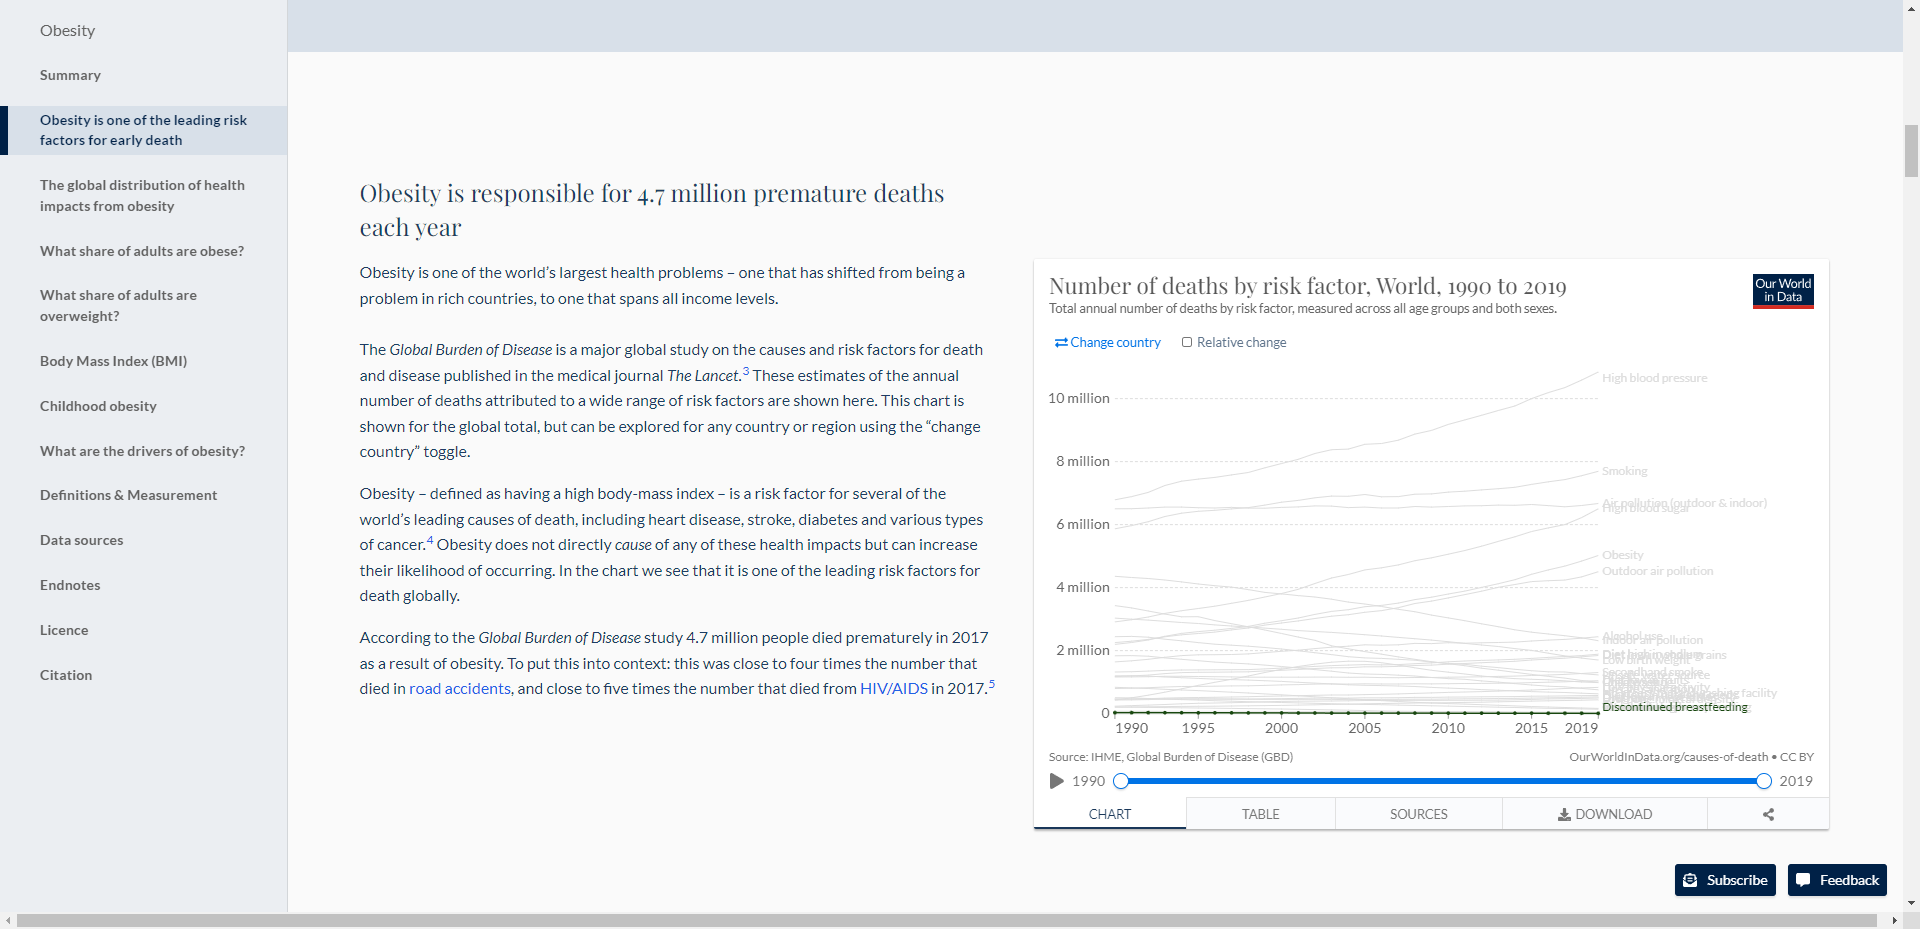 Obesity
Summary
Obesity is one of the leading risk
factors for early death
The global distribution of health
impacts from obesity
What share of adults are obese?
What share of adults are
overweight?
Body Mass Index (BMI)
Childhood obesity
What are the drivers of obesity?
Definitions & Measurement
Data sources
Endnotes
Licence
Citation
Obesity is responsible for 4.7 million premature deaths
each year
Obesity is one of the world’s largest health problems – one that has shifted from being a
problem in rich countries, to one that spans all income levels.
The Global Burden of Disease is a major global study on the causes and risk factors for death
and disease published in the medical journal The Lancet.3 These estimates of the annual
number of deaths attributed to a wide range of risk factors are shown here. This chart is
shown for the global total, but can be explored for any country or region using the “change
country” toggle.
Obesity – defined as having a high body-mass index – is a risk factor for several of the
world’s leading causes of death, including heart disease, stroke, diabetes and various types
of cancer.4 Obesity does not directly cause of any of these health impacts but can increase
their likelihood of occurring. In the chart we see that it is one of the leading risk factors for
death globally.
According to the Global Burden of Disease study 4.7 million people died prematurely in 2017
as a result of obesity. To put this into context: this was close to four times the number that
died in road accidents, and close to five times the number that died from HIV/AIDS in 2017.5
Number of deaths by risk factor, World, 1990 to 2019
Total annual number of deaths by risk factor, measured across all age groups and both sexes.
Our World
in Data
Change country
Relative change
High blood pressure
10 million
8 million
Smoking
Air pollution (outdoor & indoor)
High blood sugar
6 million
Obesity
Outdoor air pollution
4 million
Alcohol use
Indoor air pollution
2 million
Low birth weight
Secondhand smoke
Discontinued breastfeeding
0
1990 1995 2000 2005 2010 2015 2019
Source: IHME, Global Burden of Disease (GBD)
OurWorldInData.org/causes-of-death • CC BY
1990
2019
CHART
TABLE
SOURCES
DOWNLOAD
Subscribe
Feedback